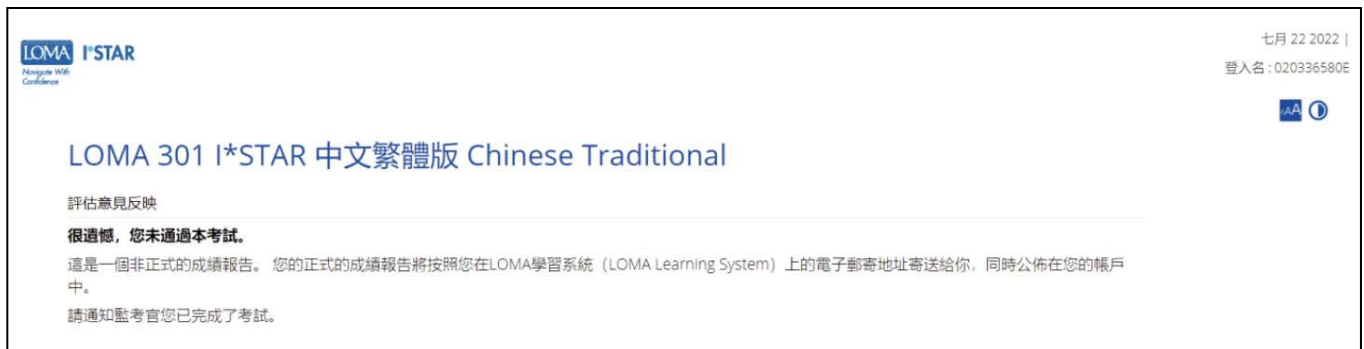 LOMA I*STAR
Navigate With
Confidence
七月 22 2022 |
登入名 : 020336580E
AAA
LOMA 301 I*STAR 中文繁體版 Chinese Traditional
評估意見反映
很遺憾，您未通過本考試。
這是一個非正式的成績報告。 您的正式的成績報告將按照您在LOMA學習系統（LOMA Learning System）上的電子郵寄地址寄送給你，同時公佈在您的帳戶
中。
請通知監考官您已完成了考試。